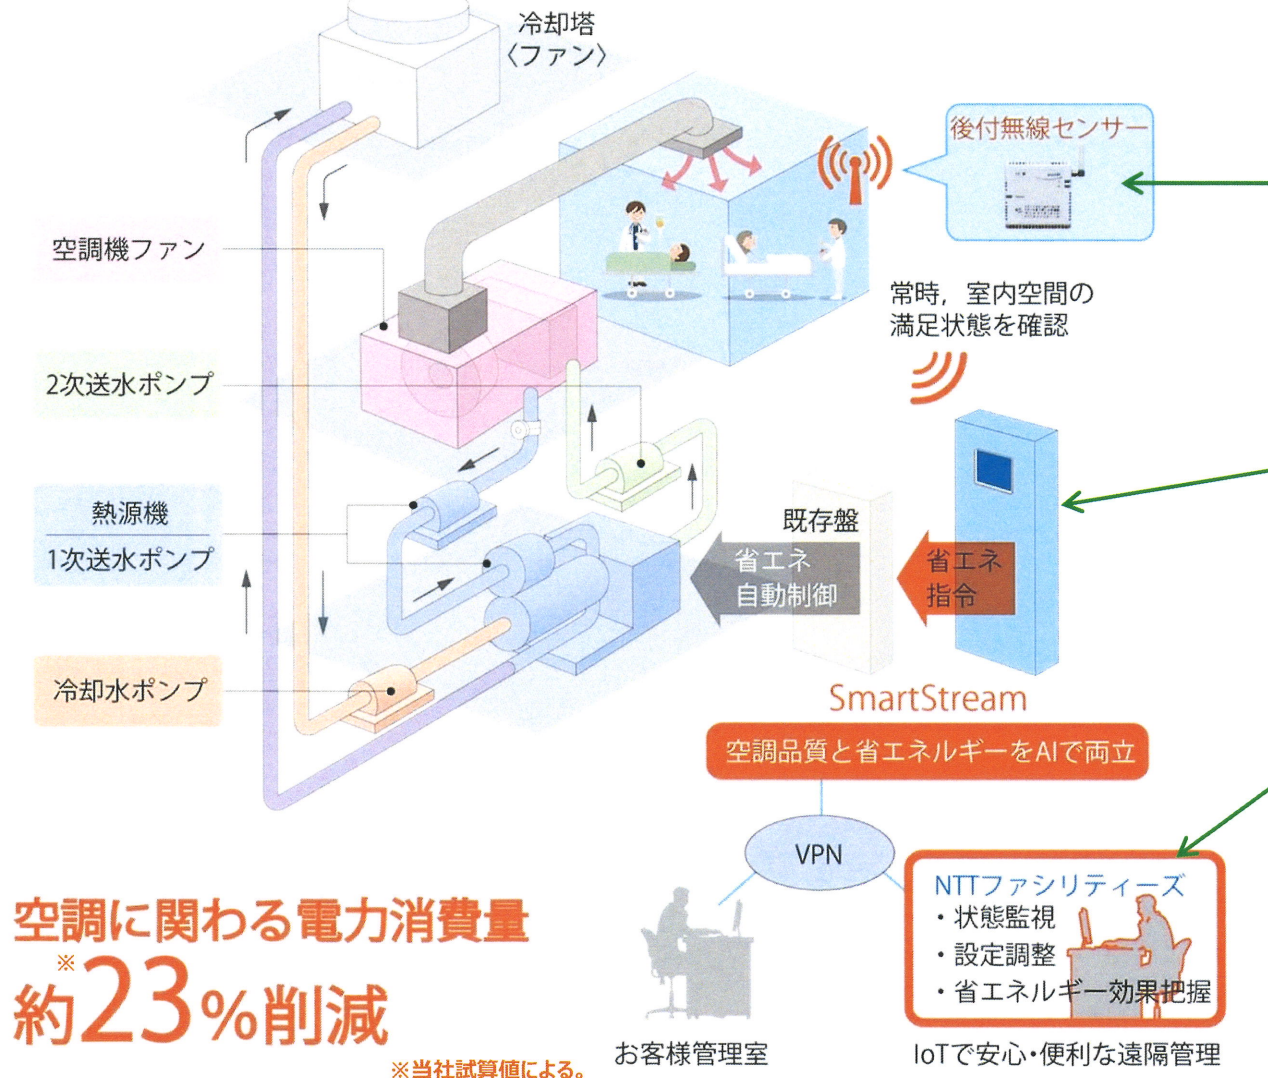 冷却塔
〈ファン〉
後付無線センサー
空調機ファン
常時，室内空間の
満足状態を確認
2次送水ポンプ
熱源機
1次送水ポンプ
既存盤
省エネ
自動制御
省エネ
指令
冷却水ポンプ
SmartStream
空調品質と省エネルギーをAIで両立
VPN
NTTファシリティーズ
・状態監視
・設定調整
・省エネルギー効果把握
空調に関わる電力消費量
※
約23%削減
お客様管理室
IoTで安心・便利な遠隔管理
※当社試算値による。